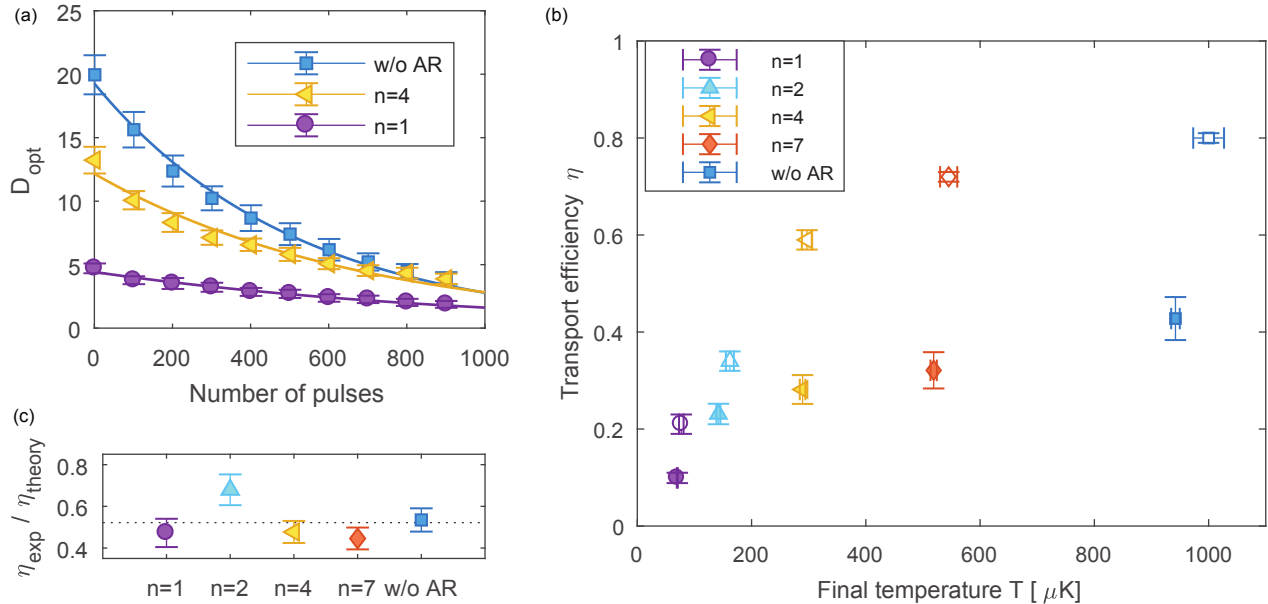 (a)
25
20
15
10
5
0
D_opt
w/o AR
n=4
n=1
0 200 400 600 800 1000
Number of pulses
(b)
1
0.8
0.6
0.4
0.2
0
Transport efficiency η
n=1
n=2
n=4
n=7
w/o AR
0 200 400 600 800 1000
Final temperature T [ μK]
(c)
0.8
0.6
0.4
η_exp / η_theory
n=1 n=2 n=4 n=7 w/o AR